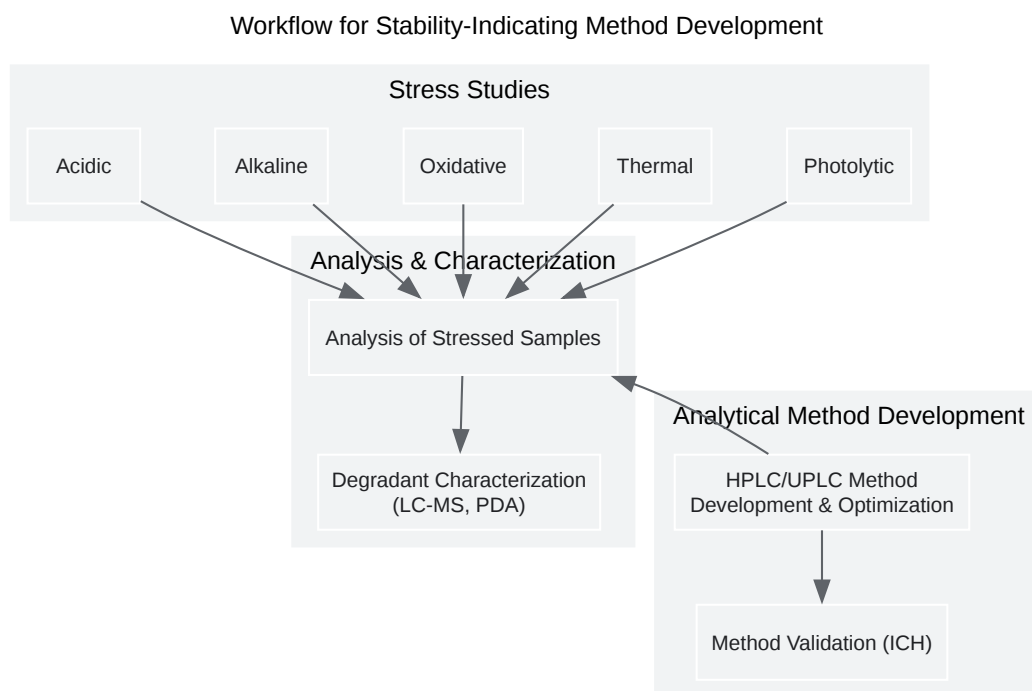 Workflow for Stability-Indicating Method Development
Stress Studies
Acidic
Alkaline
Oxidative
Thermal
Photolytic
Analysis & Characterization
Analysis of Stressed Samples
Degradant Characterization
(LC-MS, PDA)
Analytical Method Development
HPLC/UPLC Method
Development & Optimization
Method Validation (ICH)